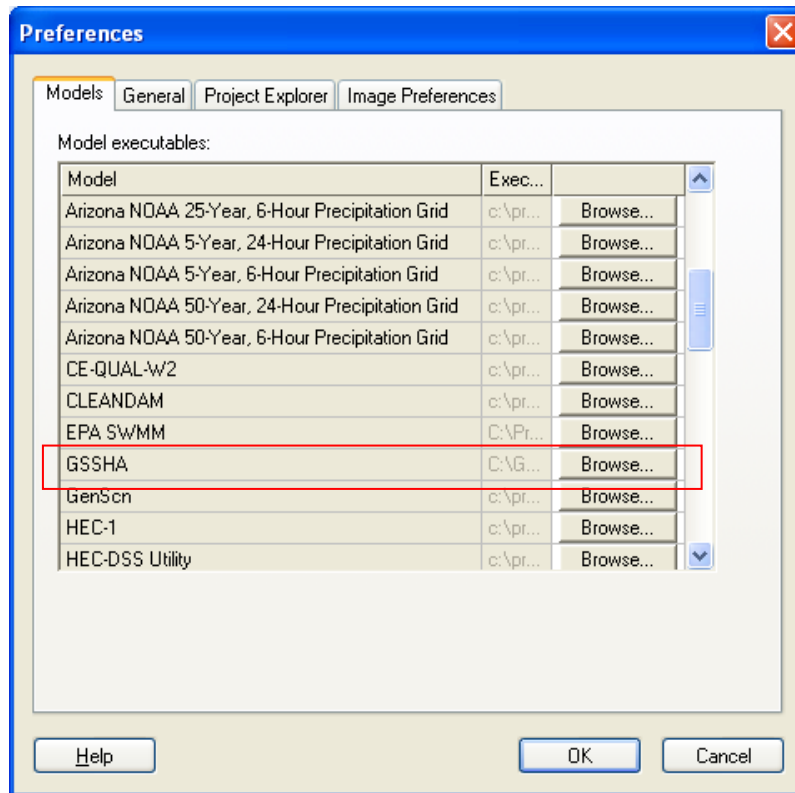 Preferences
Models General Project Explorer Image Preferences
Model executables:
Model Exec...
Arizona NOAA 25-Year, 6-Hour Precipitation Grid c:\pr... Browse...
Arizona NOAA 5-Year, 24-Hour Precipitation Grid c:\pr... Browse...
Arizona NOAA 5-Year, 6-Hour Precipitation Grid c:\pr... Browse...
Arizona NOAA 50-Year, 24-Hour Precipitation Grid c:\pr... Browse...
Arizona NOAA 50-Year, 6-Hour Precipitation Grid c:\pr... Browse...
CE-QUAL-W2 c:\pr... Browse...
CLEANDAM c:\pr... Browse...
EPA SWMM C:\Pr... Browse...
GSSHA C:\G... Browse...
GenScn c:\pr... Browse...
HEC-1 c:\pr... Browse...
HEC-DSS Utility c:\pr... Browse...
Help OK Cancel